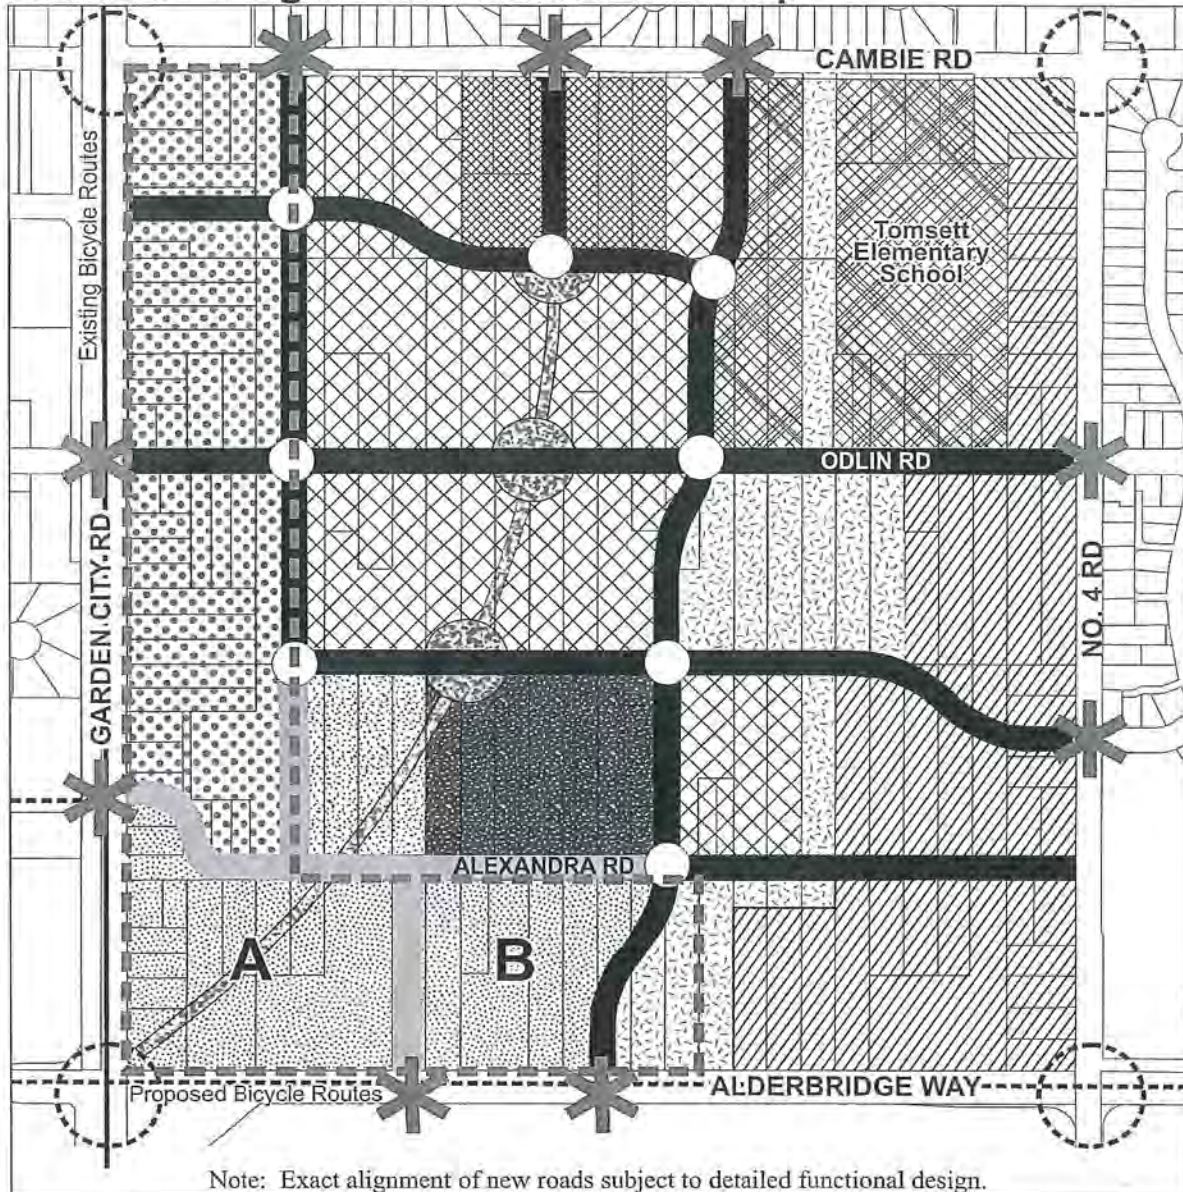 CAMBIE RD
Existing Bicycle Routes
Tomsett
Elementary
School
ODLIN RD
GARDEN CITY RD
NO. 4 RD
ALEXANDRA RD
A
B
Proposed Bicycle Routes
ALDERBRIDGE WAY
Note: Exact alignment of new roads subject to detailed functional design.